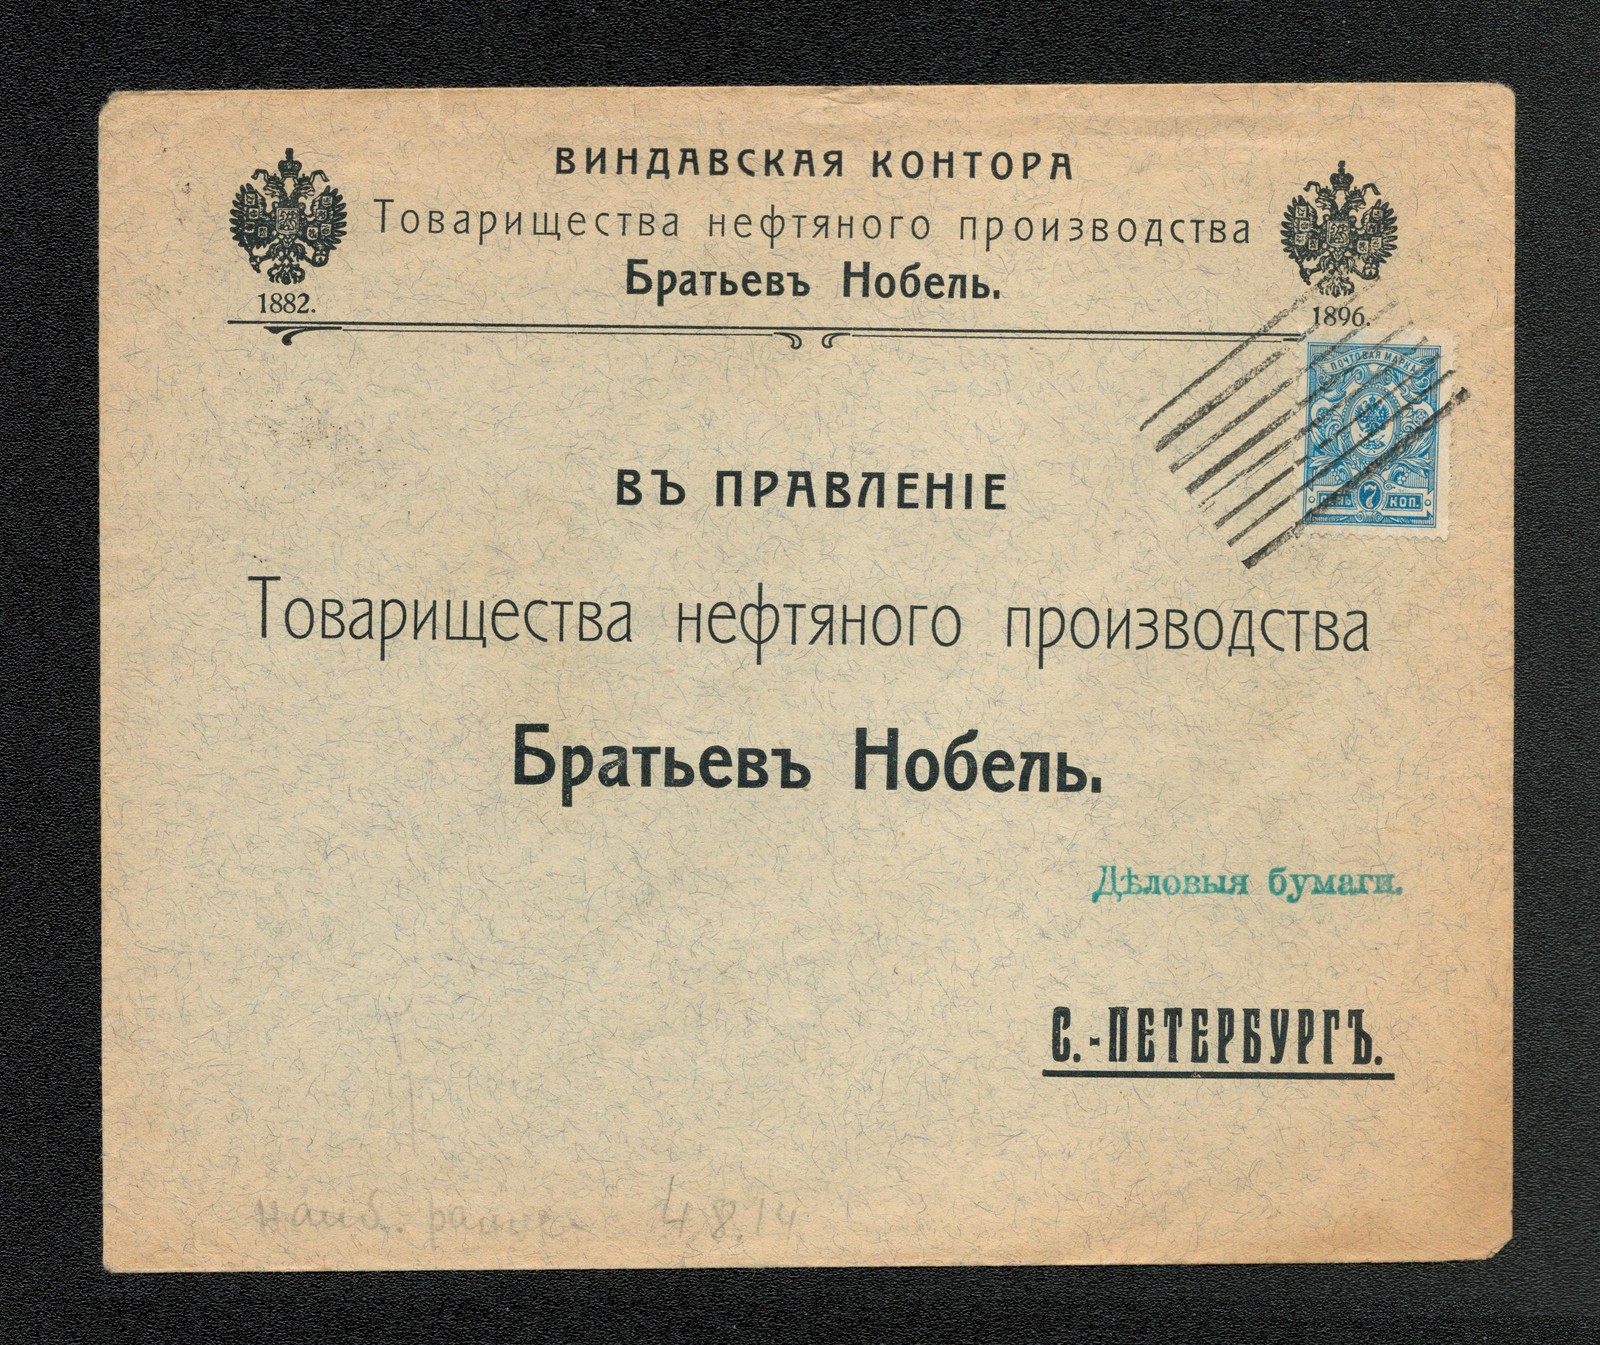 ВИНДАВСКАЯ КОНТОРА
Товарищества нефтяного производства
Братьевъ Нобель.
1882.
1896.
ПОЧТОВАЯ МАРКА
7 КОП.
ВЪ ПРАВЛЕНІЕ
Товарищества нефтяного производства
Братьевъ Нобель.
Дѣловыя бумаги.
С.-ПЕТЕРБУРГЪ.
наиб. 4.8.14